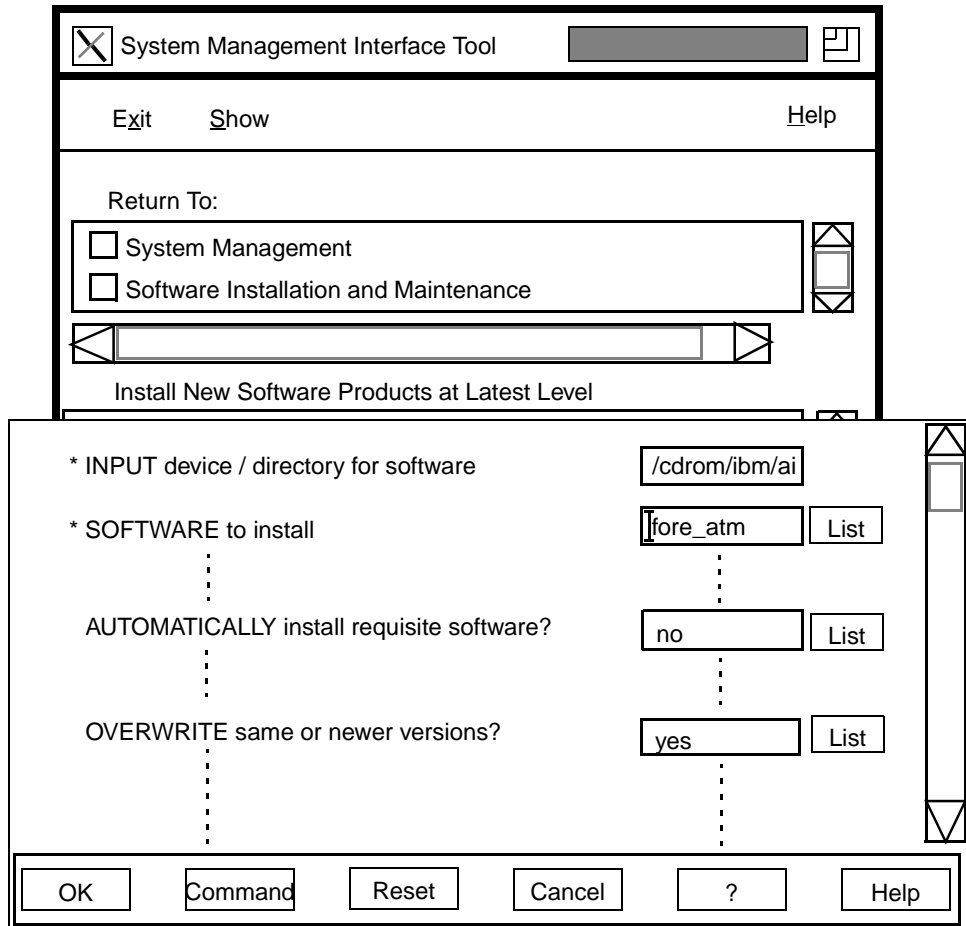 System Management Interface Tool
Exit Show Help
Return To:
System Management
Software Installation and Maintenance
Install New Software Products at Latest Level
* INPUT device / directory for software /cdrom/ibm/ai
* SOFTWARE to install fore_atm List
AUTOMATICALLY install requisite software? no List
OVERWRITE same or newer versions? yes List
OK Command Reset Cancel ? Help